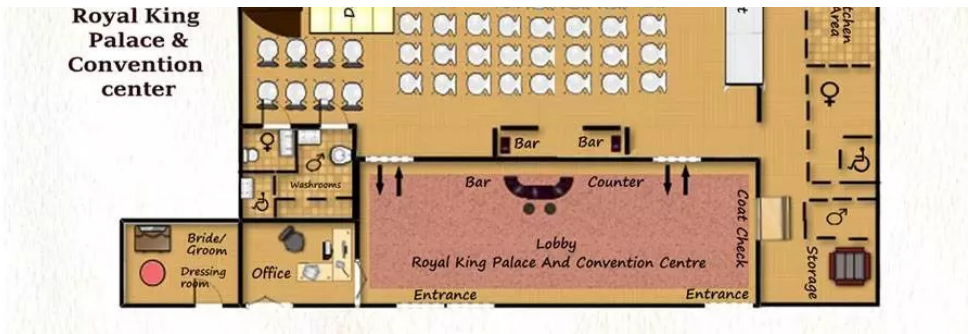 Royal King
Palace &
Convention
center
D
t
tchen
Area
Bar
Bar
Washrooms
Bar
Counter
Coat Check
Lobby
Royal King Palace And Convention Centre
Bride/
Groom
Dressing
room
Office
Entrance
Entrance
Storage